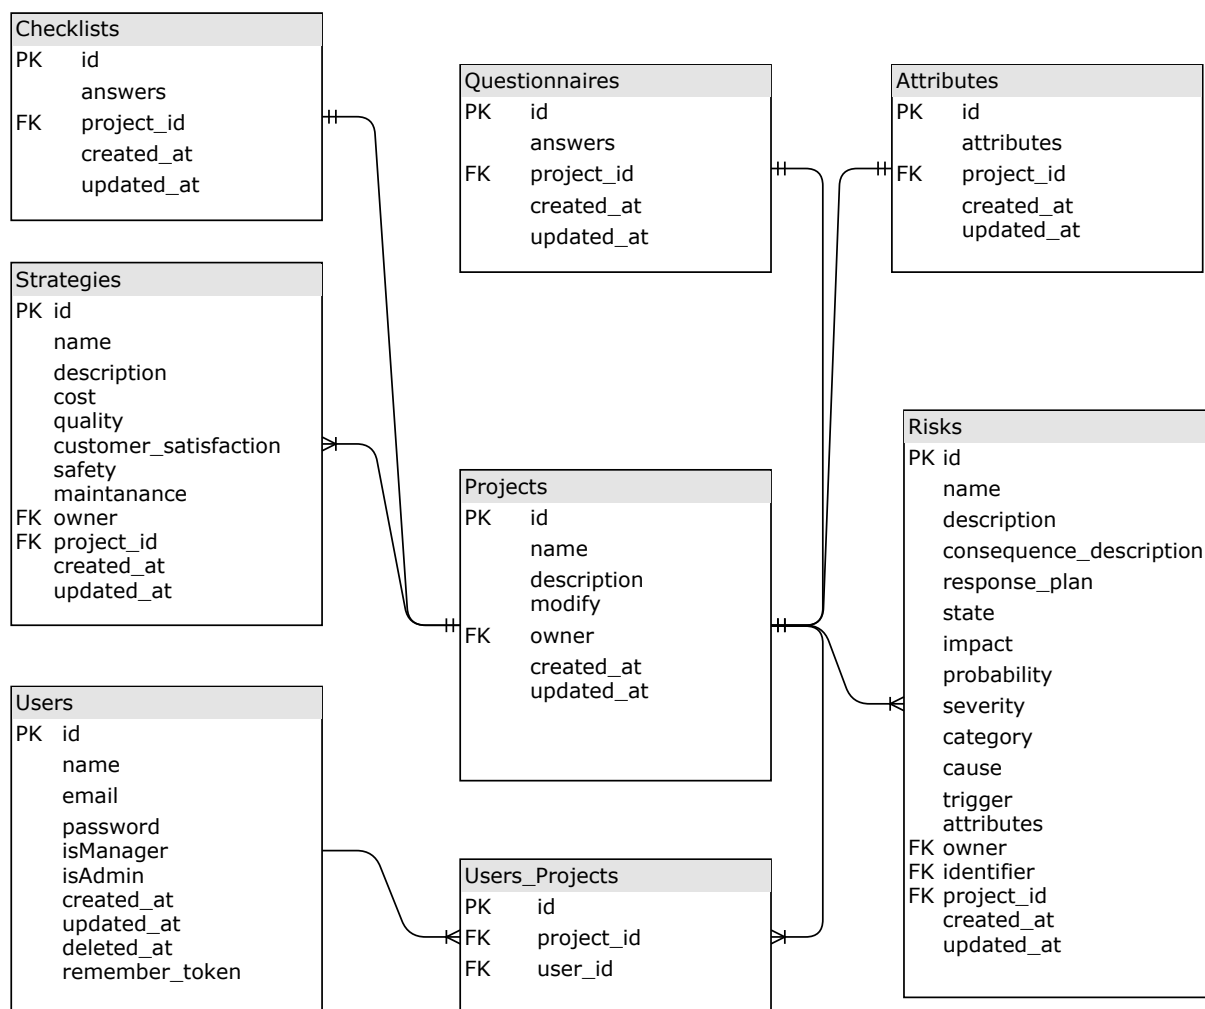 Checklists
PK id
answers
FK project_id
created_at
updated_at
Questionnaires
PK id
answers
FK project_id
created_at
updated_at
Attributes
PK id
attributes
FK project_id
created_at
updated_at
Strategies
PK id
name
description
cost
quality
customer_satisfaction
safety
maintanance
FK owner
FK project_id
created_at
updated_at
Projects
PK id
name
description
modify
FK owner
created_at
updated_at
Risks
PK id
name
description
consequence_description
response_plan
state
impact
probability
severity
category
cause
trigger
attributes
FK owner
FK identifier
FK project_id
created_at
updated_at
Users
PK id
name
email
password
isManager
isAdmin
created_at
updated_at
deleted_at
remember_token
Users_Projects
PK id
FK project_id
FK user_id